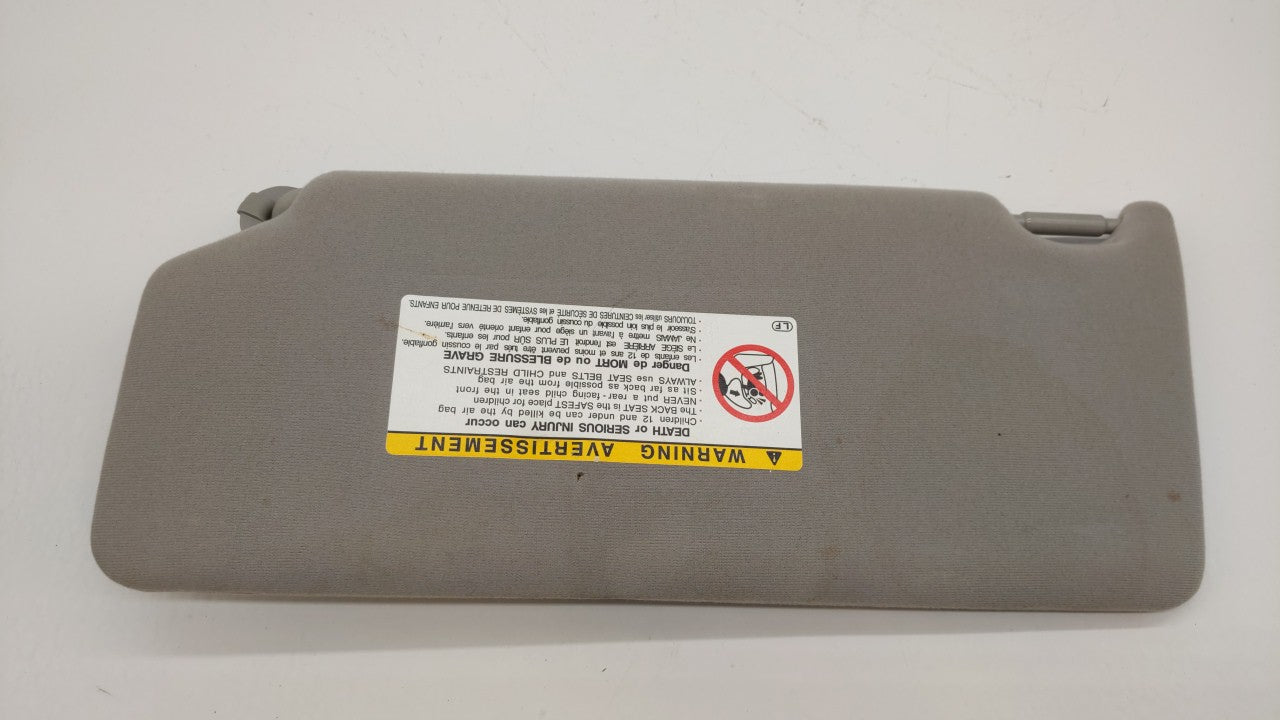 ⚠ WARNING AVERTISSEMENT
DEATH or SERIOUS INJURY can occur
· Children 12 and under can be killed by the air bag
· The BACK SEAT is the SAFEST place for children
· NEVER put a rear-facing child seat in the front
· Sit as far back as possible from the air bag
· ALWAYS use SEAT BELTS and CHILD RESTRAINTS
Danger de MORT ou de BLESSURE GRAVE
· Les enfants de 12 ans et moins peuvent être tués par le coussin gonflable.
· Le SIÈGE ARRIÈRE est l'endroit LE PLUS SÛR pour les enfants.
· Ne JAMAIS mettre à l'avant un siège pour enfant orienté vers l'arrière.
· S'asseoir le plus loin possible du coussin gonflable.
· TOUJOURS utiliser les CEINTURES DE SÉCURITÉ et les SYSTÈMES DE RETENUE POUR ENFANTS.
LF